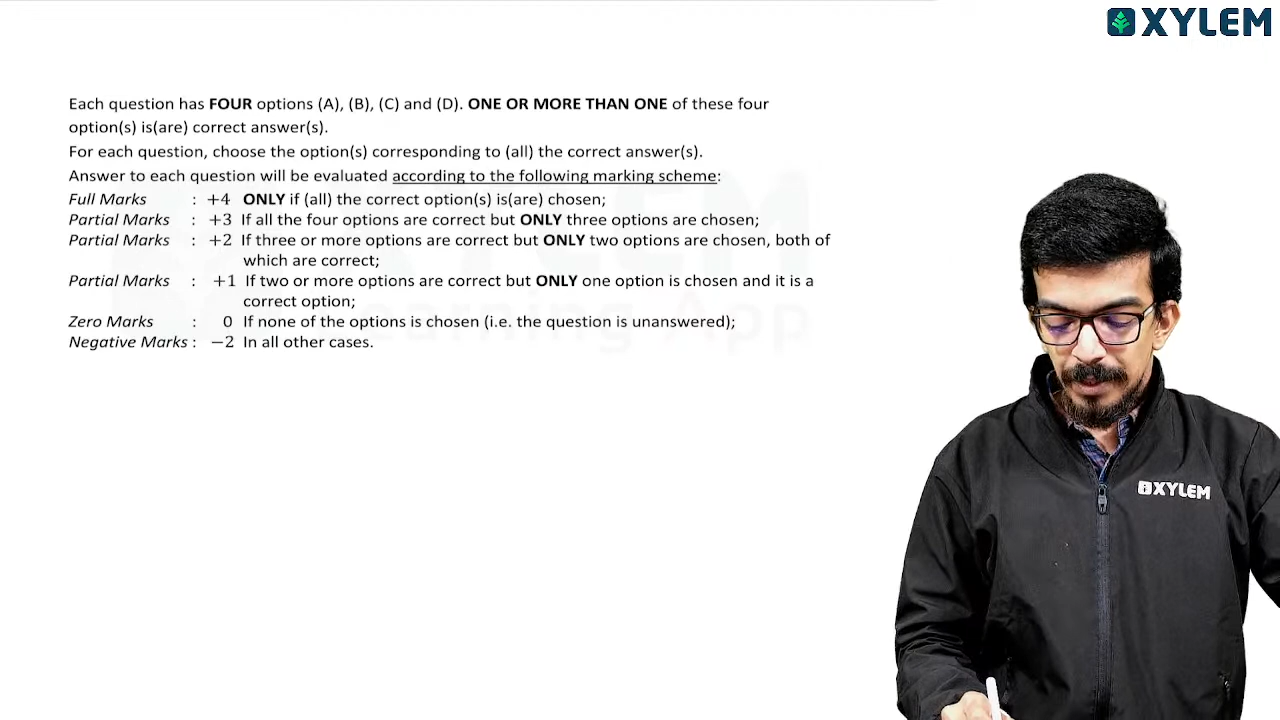 XYLEM
Each question has FOUR options (A), (B), (C) and (D). ONE OR MORE THAN ONE of these four
option(s) is(are) correct answer(s).
For each question, choose the option(s) corresponding to (all) the correct answer(s).
Answer to each question will be evaluated according to the following marking scheme:
Full Marks : +4 ONLY if (all) the correct option(s) is(are) chosen;
Partial Marks : +3 If all the four options are correct but ONLY three options are chosen;
Partial Marks : +2 If three or more options are correct but ONLY two options are chosen, both of
which are correct;
Partial Marks : +1 If two or more options are correct but ONLY one option is chosen and it is a
correct option;
Zero Marks : 0 If none of the options is chosen (i.e. the question is unanswered);
Negative Marks : −2 In all other cases.
XYLEM
Learning App
XYLEM